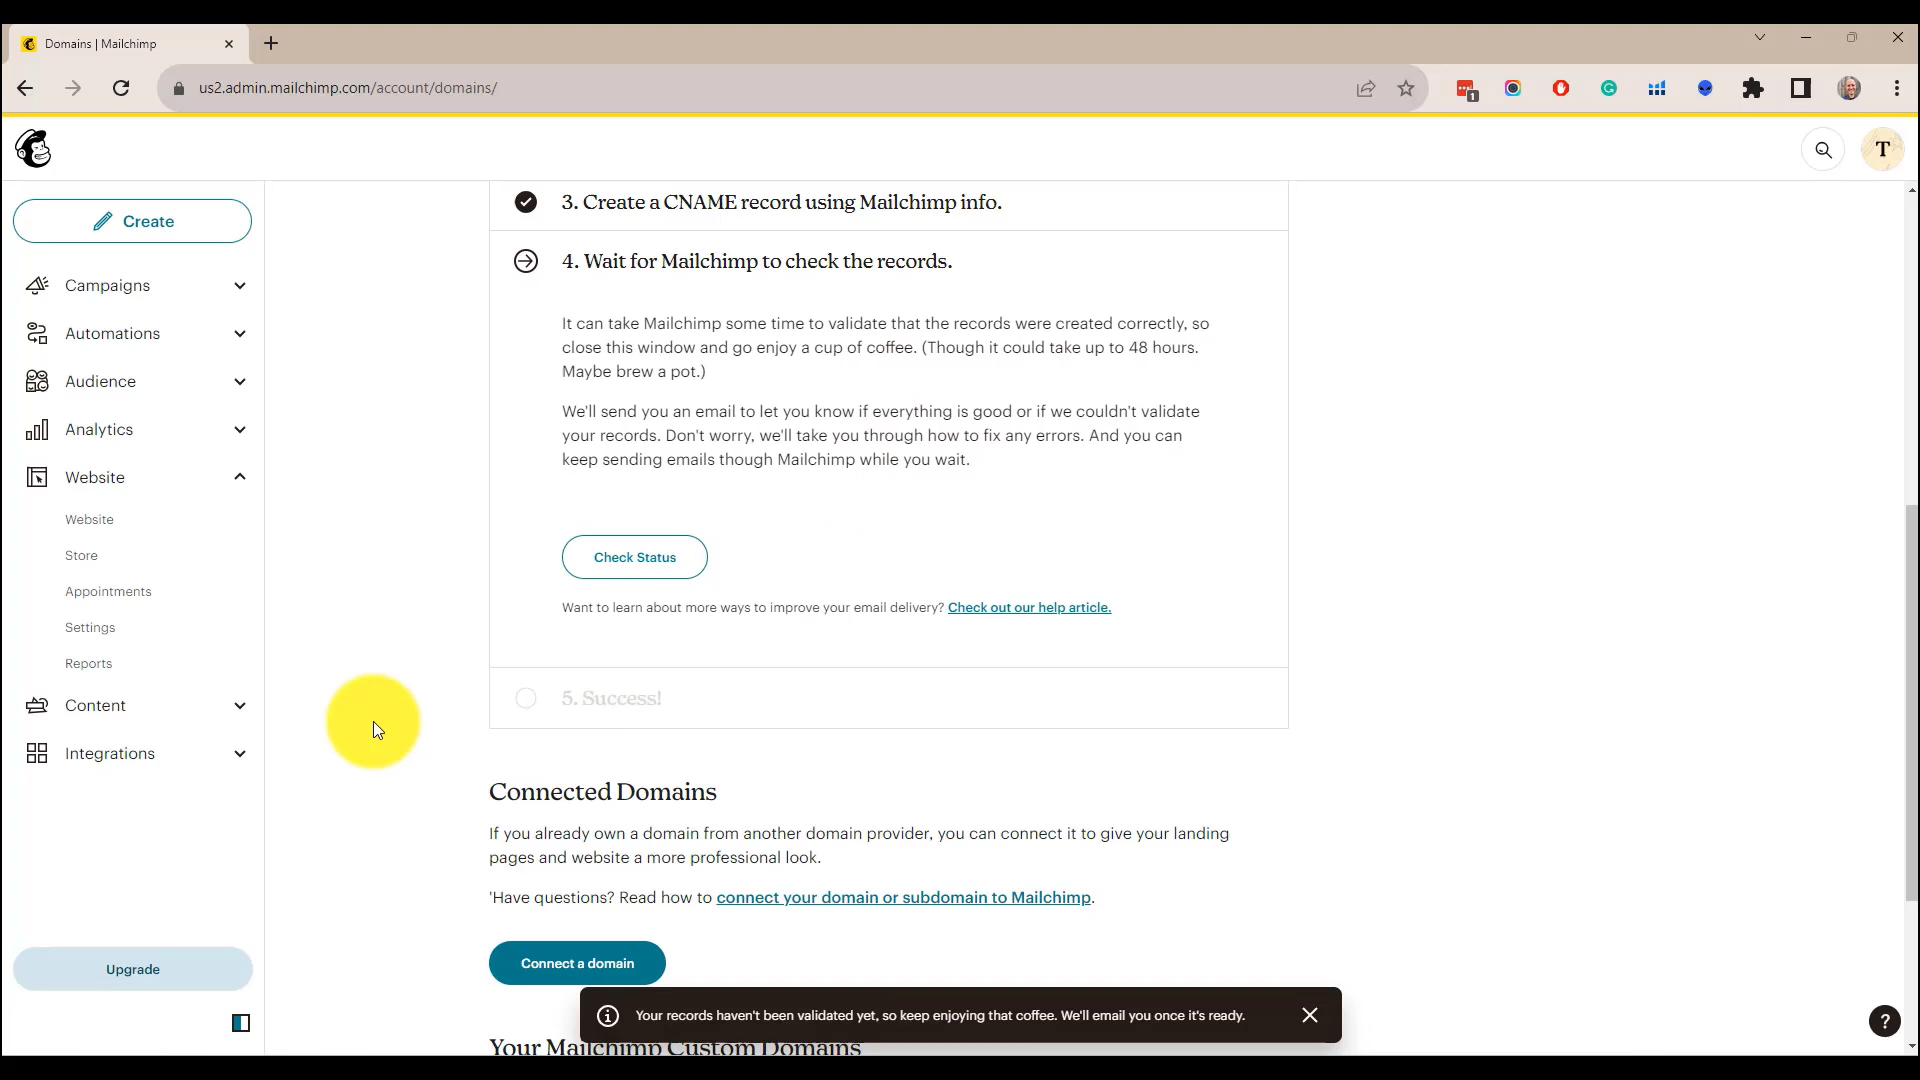 Domains | Mailchimp
us2.admin.mailchimp.com/account/domains/
1
T
Create
Campaigns
Automations
Audience
Analytics
Website
Website
Store
Appointments
Settings
Reports
Content
Integrations
Upgrade
3. Create a CNAME record using Mailchimp info.
4. Wait for Mailchimp to check the records.
It can take Mailchimp some time to validate that the records were created correctly, so
close this window and go enjoy a cup of coffee. (Though it could take up to 48 hours.
Maybe brew a pot.)
We'll send you an email to let you know if everything is good or if we couldn't validate
your records. Don't worry, we'll take you through how to fix any errors. And you can
keep sending emails though Mailchimp while you wait.
Check Status
Want to learn about more ways to improve your email delivery? Check out our help article.
5. Success!
Connected Domains
If you already own a domain from another domain provider, you can connect it to give your landing
pages and website a more professional look.
'Have questions? Read how to connect your domain or subdomain to Mailchimp.
Connect a domain
Your records haven't been validated yet, so keep enjoying that coffee. We'll email you once it's ready.
?
Your Mailchimp Custom Domains